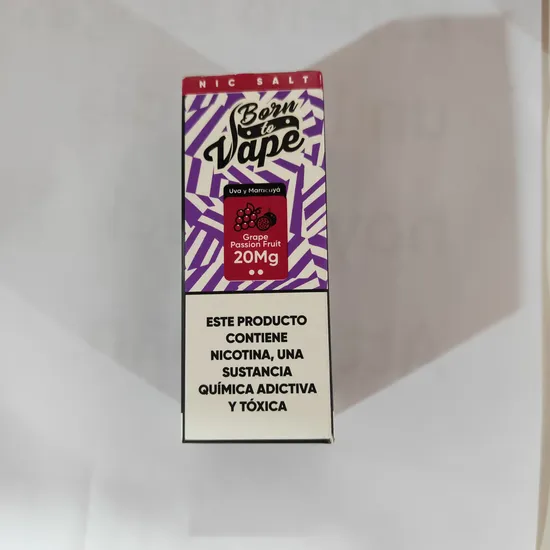 NIC SALT
Born
to
Vape
Uva y Maracuyá
Grape
Passion Fruit
20Mg
ESTE PRODUCTO
CONTIENE
NICOTINA, UNA
SUSTANCIA
QUÍMICA ADICTIVA
Y TÓXICA